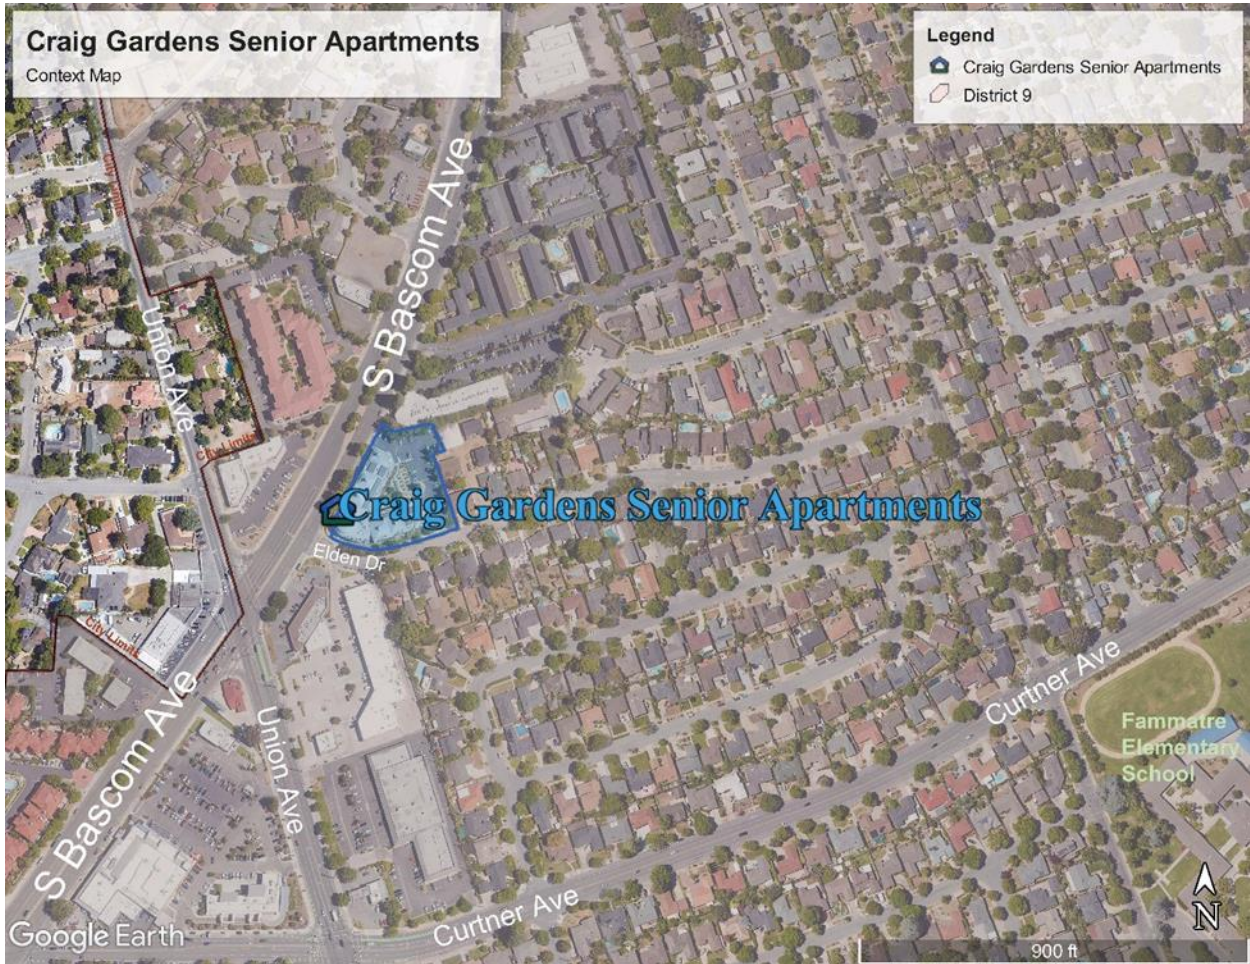 Craig Gardens Senior Apartments
Context Map
Legend
Craig Gardens Senior Apartments
District 9
City Limits
S Bascom Ave
Union Ave
City Limits
Craig Gardens Senior Apartments
Elden Dr
City Limits
S Bascom Ave
Union Ave
Curtner Ave
Fammatre
Elementary
School
Curtner Ave
N
Google Earth
900 ft